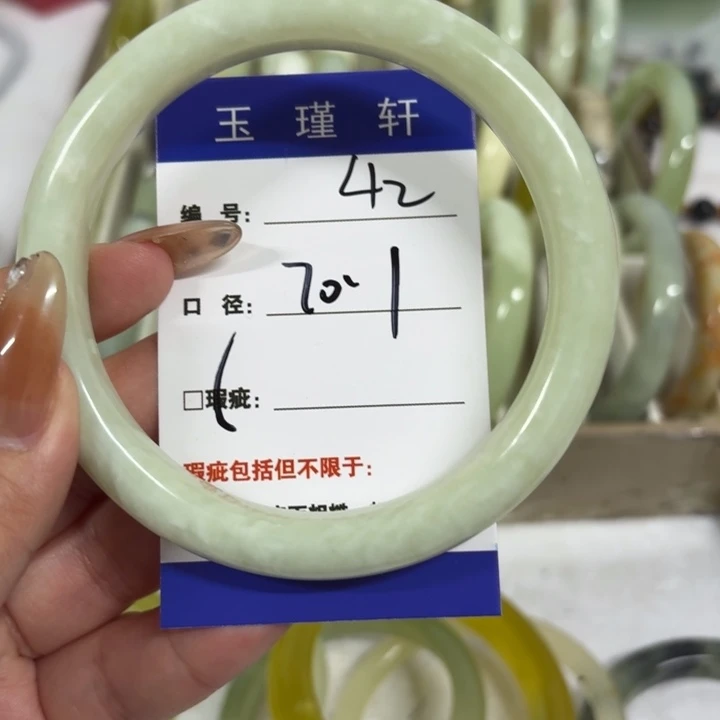 玉瑾轩
编号: 42
口径: 70.1
□瑕疵:
瑕疵包括但不限于: